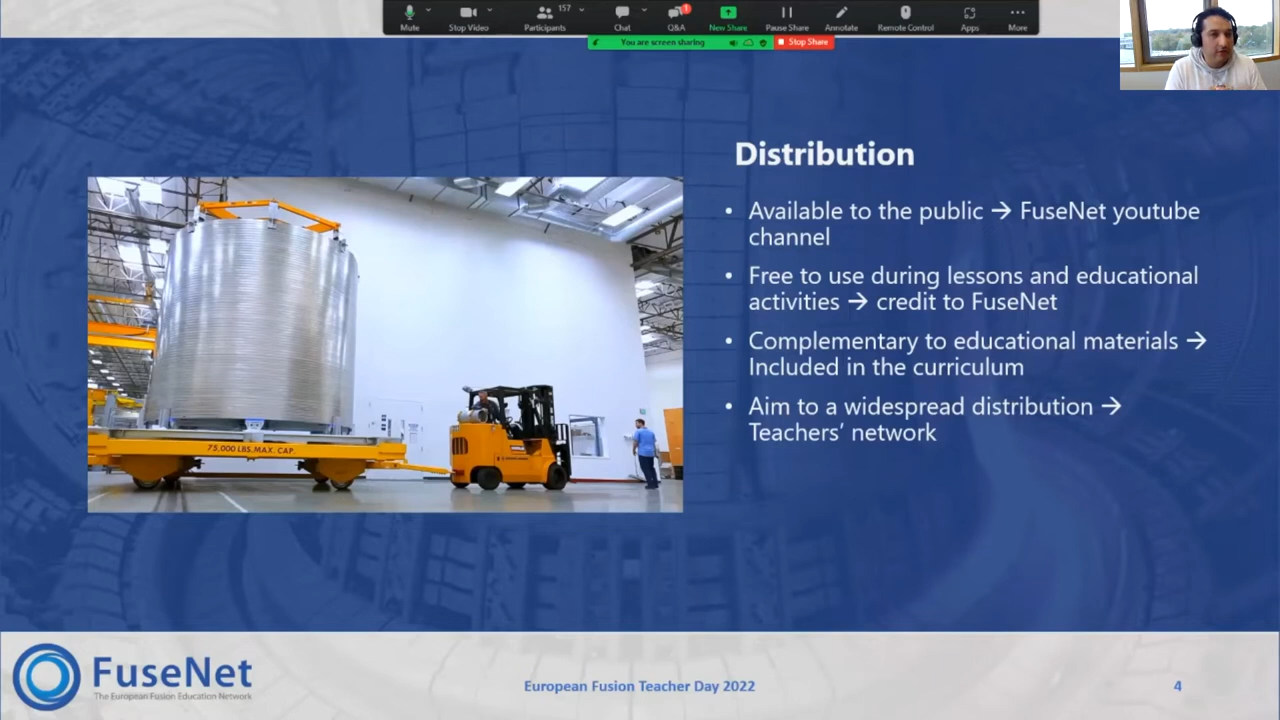 157
1
Mute
Stop Video
Participants
Chat
Q&A
New Share
Pause Share
Annotate
Remote Control
Apps
More
You are screen sharing
Stop Share
Distribution
• Available to the public → FuseNet youtube
channel
• Free to use during lessons and educational
activities → credit to FuseNet
• Complementary to educational materials →
Included in the curriculum
• Aim to a widespread distribution →
Teachers’ network
75,000 LBS. MAX. CAP.
FuseNet
The European Fusion Education Network
European Fusion Teacher Day 2022
4